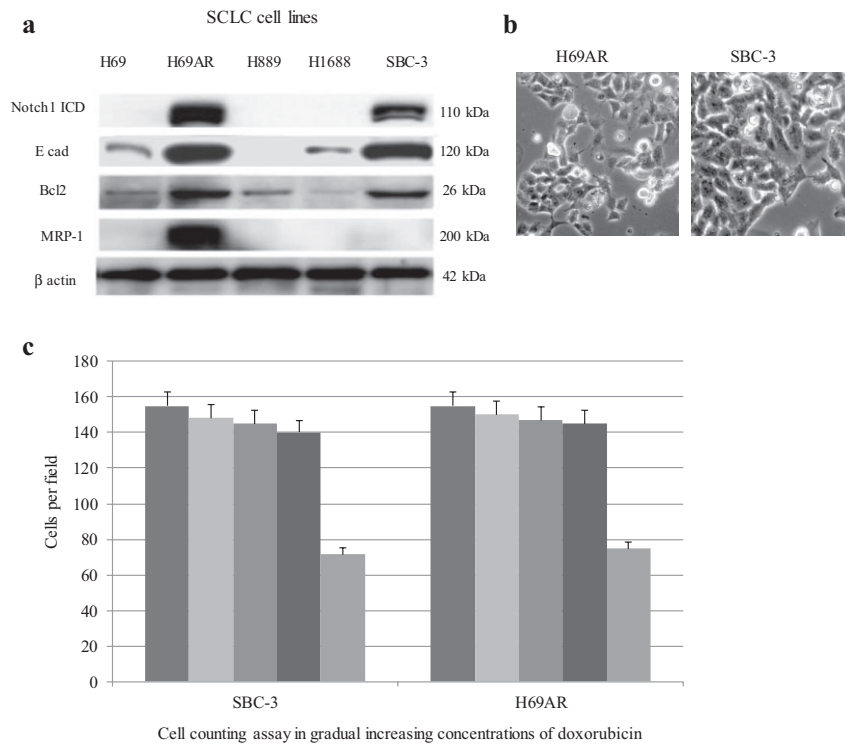 a
SCLC cell lines
H69 H69AR H889 H1688 SBC-3
Notch1 ICD 110 kDa
E cad 120 kDa
Bcl2 26 kDa
MRP-1 200 kDa
β actin 42 kDa
b
H69AR SBC-3
c
180
160
140
120
100
80
60
40
20
0
Cells per field
SBC-3 H69AR
Cell counting assay in gradual increasing concentrations of doxorubicin